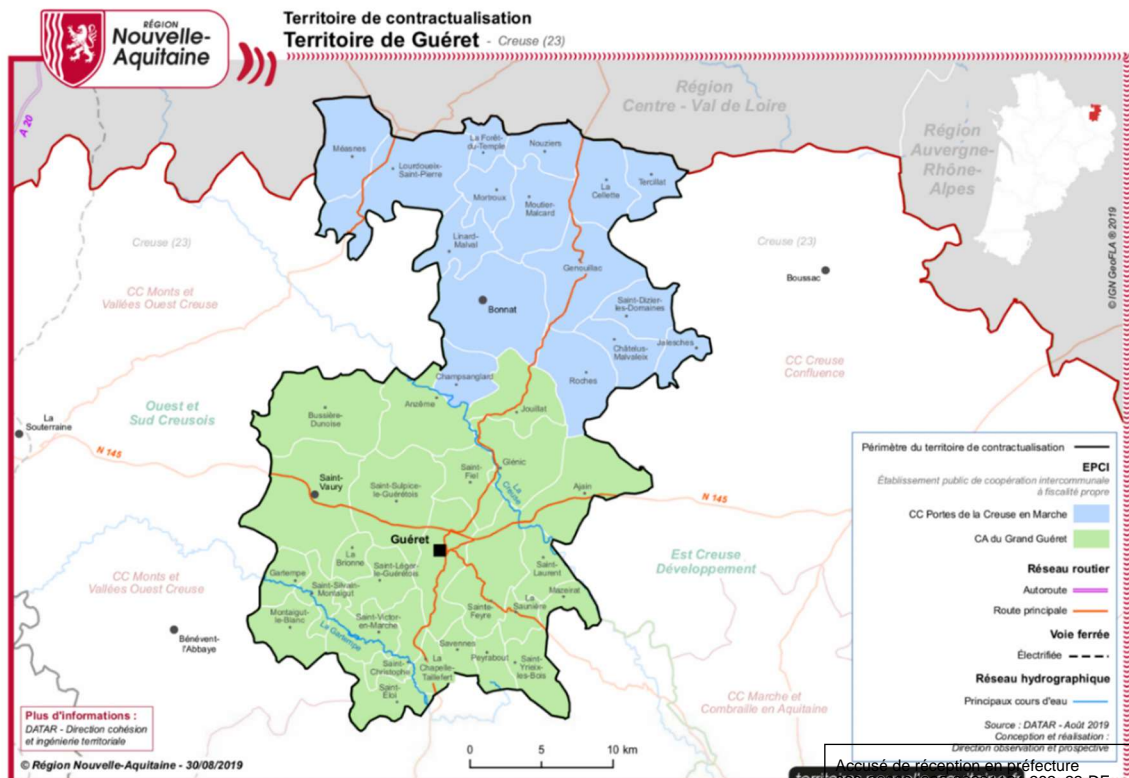 RÉGION
Nouvelle-
Aquitaine
Territoire de contractualisation
Territoire de Guéret - Creuse (23)
A 20
Région
Centre - Val de Loire
Région
Auvergne-
Rhône-
Alpes
© IGN GeoFLA ® 2019
Méasnes
Lourdoueix-
Saint-Pierre
La Forêt-
du-Temple
Nouziers
Mortroux
Moutier-
Malcard
La
Cellette
Tercillat
Linard-
Malval
Genouillac
Bonnat
Saint-Dizier-
les-Domaines
Châtelus-
Malvaleix
Jalesches
Roches
Champsanglard
Creuse (23)
Creuse (23)
Boussac
CC Monts et
Vallées Ouest Creuse
CC Creuse
Confluence
Ouest et
Sud Creusois
La
Souterraine
N 145
Anzême
Jouillat
Bussière-
Dunoise
Saint-
Vaury
Saint-Sulpice-
le-Guérétois
Saint-
Fiel
Glénic
La
Creuse
Ajain
N 145
Guéret
La
Brionne
Saint-Léger-
le-Guérétois
Gartempe
Saint-Silvain-
Montaigut
Montaigut-
le-Blanc
La Gartempe
Saint-Victor-
en-Marche
Saint-
Christophe
Saint-
Éloi
La
Chapelle-
Taillefert
Savennes
Sainte-
Feyre
Peyrabout
Saint-
Yrieix-
les-Bois
La
Saunière
Saint-
Laurent
Mazeirat
Est Creuse
Développement
CC Monts et
Vallées Ouest Creuse
Bénévent-
l'Abbaye
CC Marche et
Combraille en Aquitaine
Périmètre du territoire de contractualisation
EPCI
Établissement public de coopération intercommunale
à fiscalité propre
CC Portes de la Creuse en Marche
CA du Grand Guéret
Réseau routier
Autoroute
Route principale
Voie ferrée
Électrifiée
Réseau hydrographique
Principaux cours d'eau
Source : DATAR - Août 2019
Conception et réalisation :
Direction observation et prospective
Plus d'informations :
DATAR - Direction cohésion
et ingénierie territoriale
0 5 10 km
© Région Nouvelle-Aquitaine - 30/08/2019
Accusé de réception en préfecture